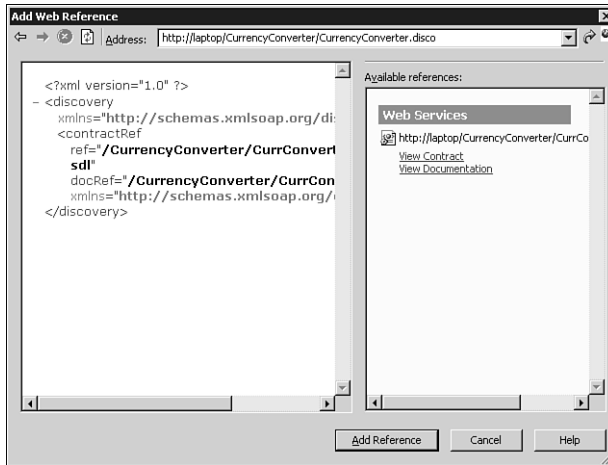 Add Web Reference
Address: http://laptop/CurrencyConverter/CurrencyConverter.disco
<?xml version="1.0" ?>
- <discovery
xmlns="http://schemas.xmlsoap.org/di
<contractRef
ref="/CurrencyConverter/CurrConvert
sdl"
docRef="/CurrencyConverter/CurrCon
xmlns="http://schemas.xmlsoap.org/
</discovery>
Available references:
Web Services
http://laptop/CurrencyConverter/CurrCo
View Contract
View Documentation
Add Reference
Cancel
Help